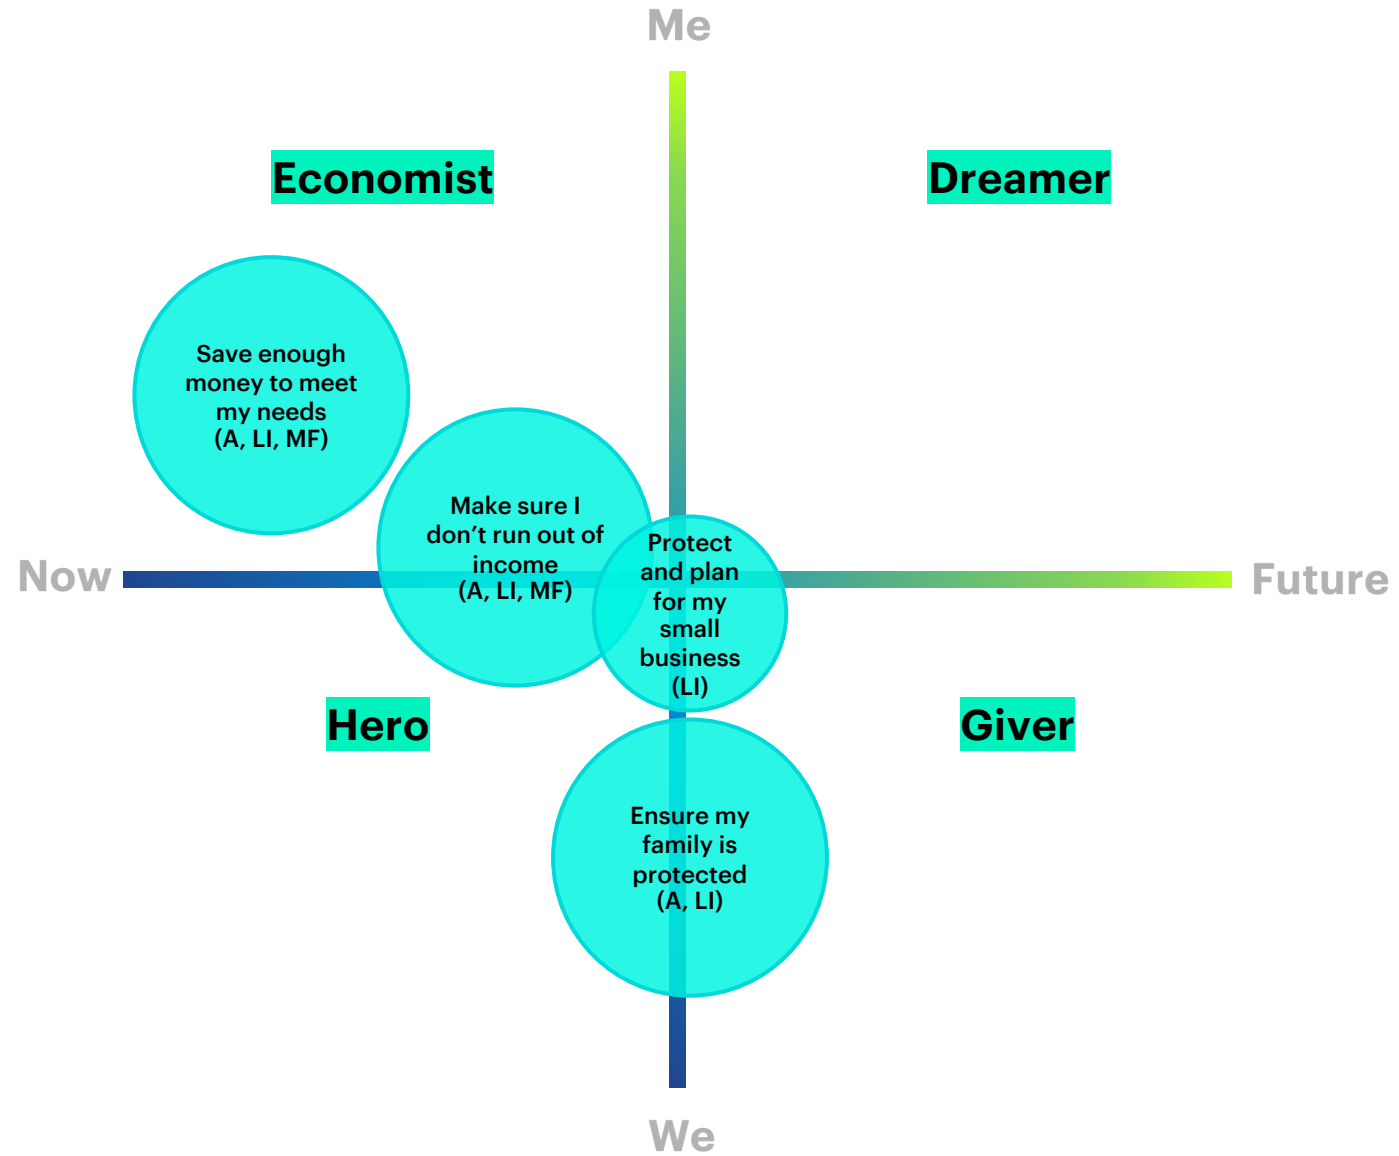 Me
Economist
Dreamer
Save enough
money to meet
my needs
(A, LI, MF)
Make sure I
don’t run out of
income
(A, LI, MF)
Protect
and plan
for my
small
business
(LI)
Now
Future
Hero
Giver
Ensure my
family is
protected
(A, LI)
We